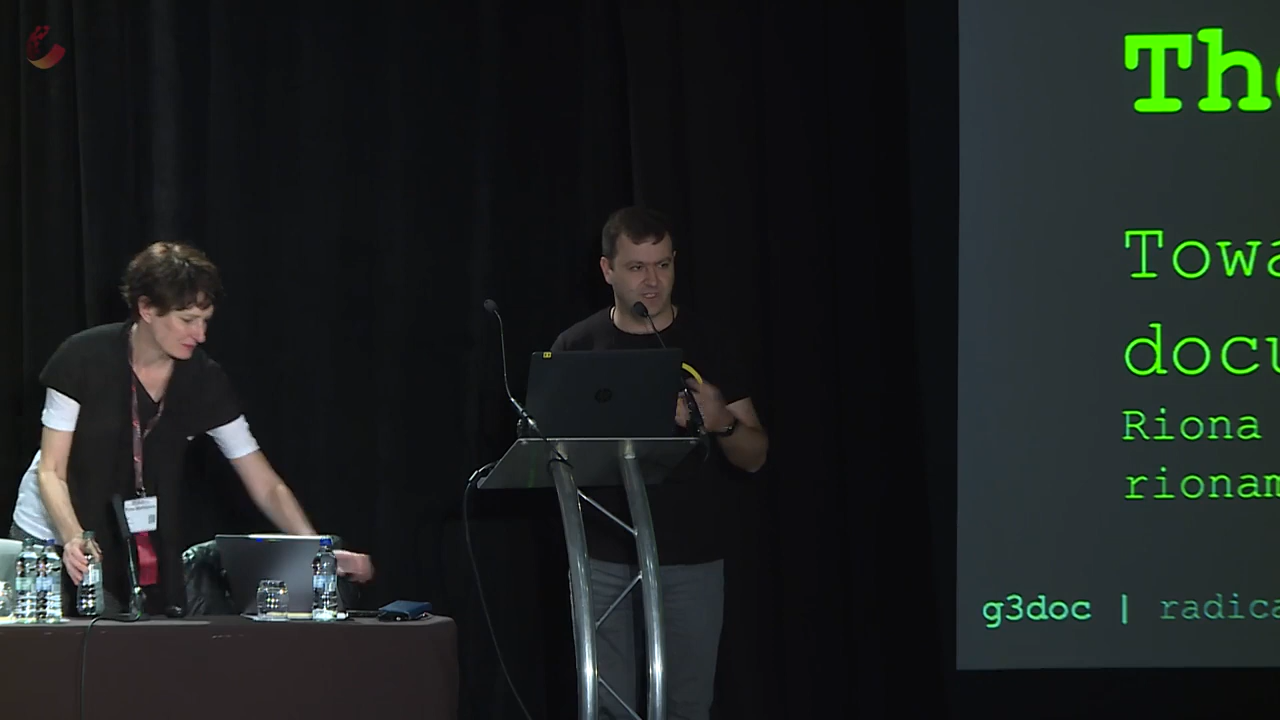 The
Towa
docu
Riona
rionam
g3doc | radica